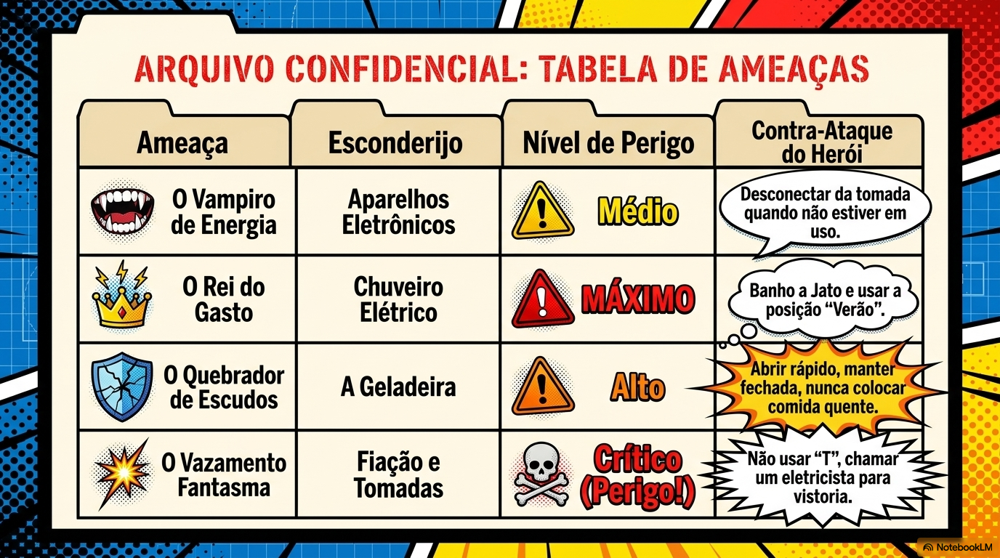 ARQUIVO CONFIDENCIAL: TABELA DE AMEAÇAS
Ameaça
Esconderijo
Nível de Perigo
Contra-Ataque
do Herói
O Vampiro
de Energia
Aparelhos
Eletrônicos
Médio
Desconectar da tomada
quando não estiver em
uso.
O Rei do
Gasto
Chuveiro
Elétrico
MÁXIMO
Banho a Jato e usar a
posição “Verão”.
O Quebrador
de Escudos
A Geladeira
Alto
Abrir rápido, manter
fechada, nunca colocar
comida quente.
O Vazamento
Fantasma
Fiação e
Tomadas
Crítico
(Perigo!)
Não usar “T”, chamar
um eletricista para
vistoria.
NotebookLM